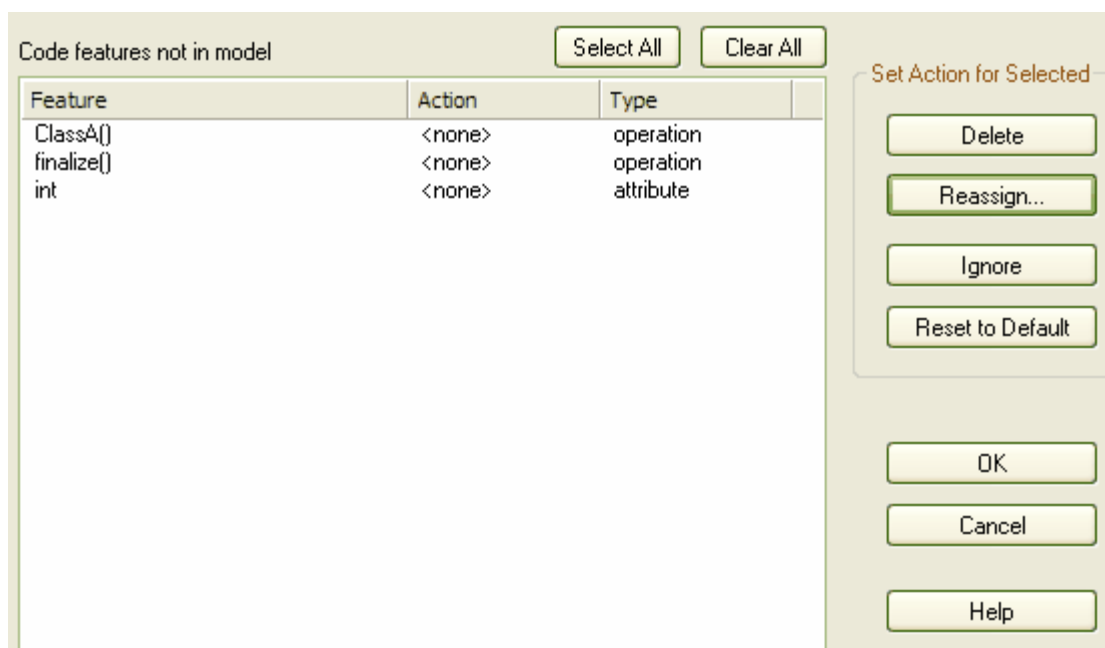 Code features not in model
Select All
Clear All
Feature Action Type
ClassA() <none> operation
finalize() <none> operation
int <none> attribute
Set Action for Selected
Delete
Reassign...
Ignore
Reset to Default
OK
Cancel
Help